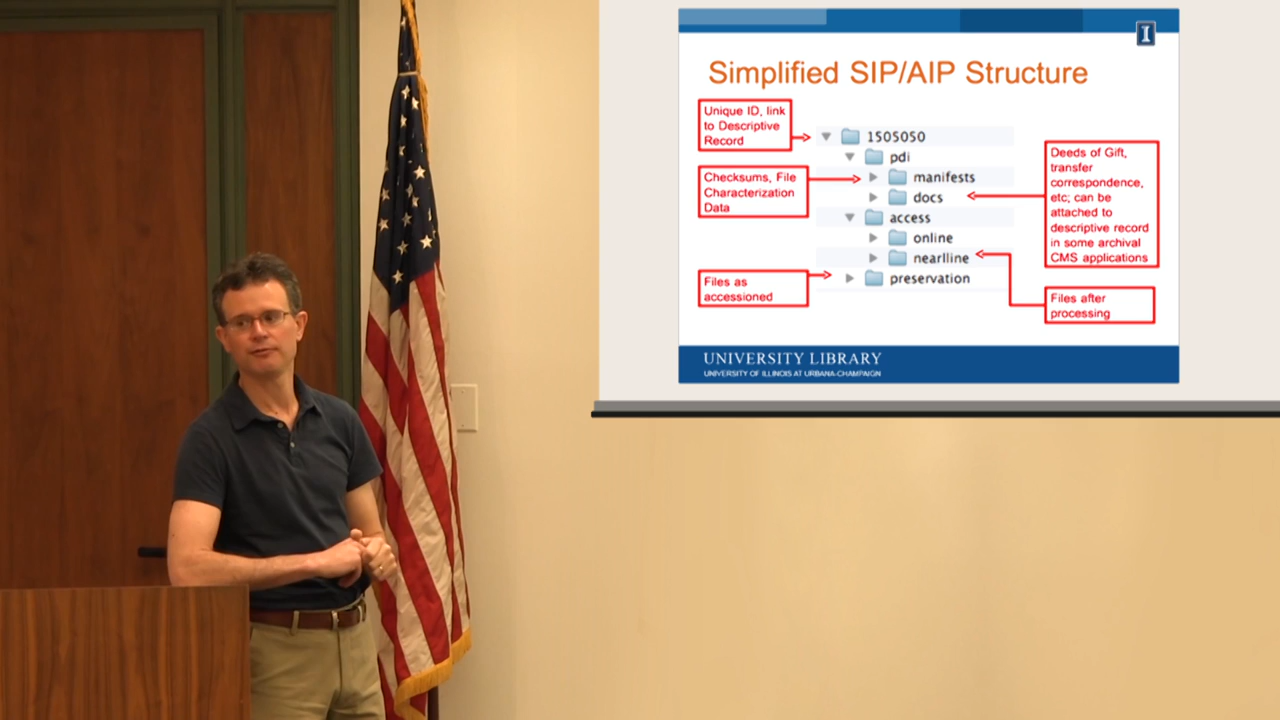 I
Simplified SIP/AIP Structure
Unique ID, link
to Descriptive
Record
Checksums, File
Characterization
Data
Files as
accessioned
1505050
pdi
manifests
docs
access
online
nearlline
preservation
Deeds of Gift,
transfer
correspondence,
etc; can be
attached to
descriptive record
in some archival
CMS applications
Files after
processing
UNIVERSITY LIBRARY
UNIVERSITY OF ILLINOIS AT URBANA-CHAMPAIGN